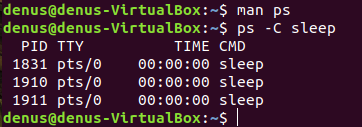 denus@denus-VirtualBox:~$ man ps
denus@denus-VirtualBox:~$ ps -C sleep
  PID TTY          TIME CMD
 1831 pts/0    00:00:00 sleep
 1910 pts/0    00:00:00 sleep
 1911 pts/0    00:00:00 sleep
denus@denus-VirtualBox:~$